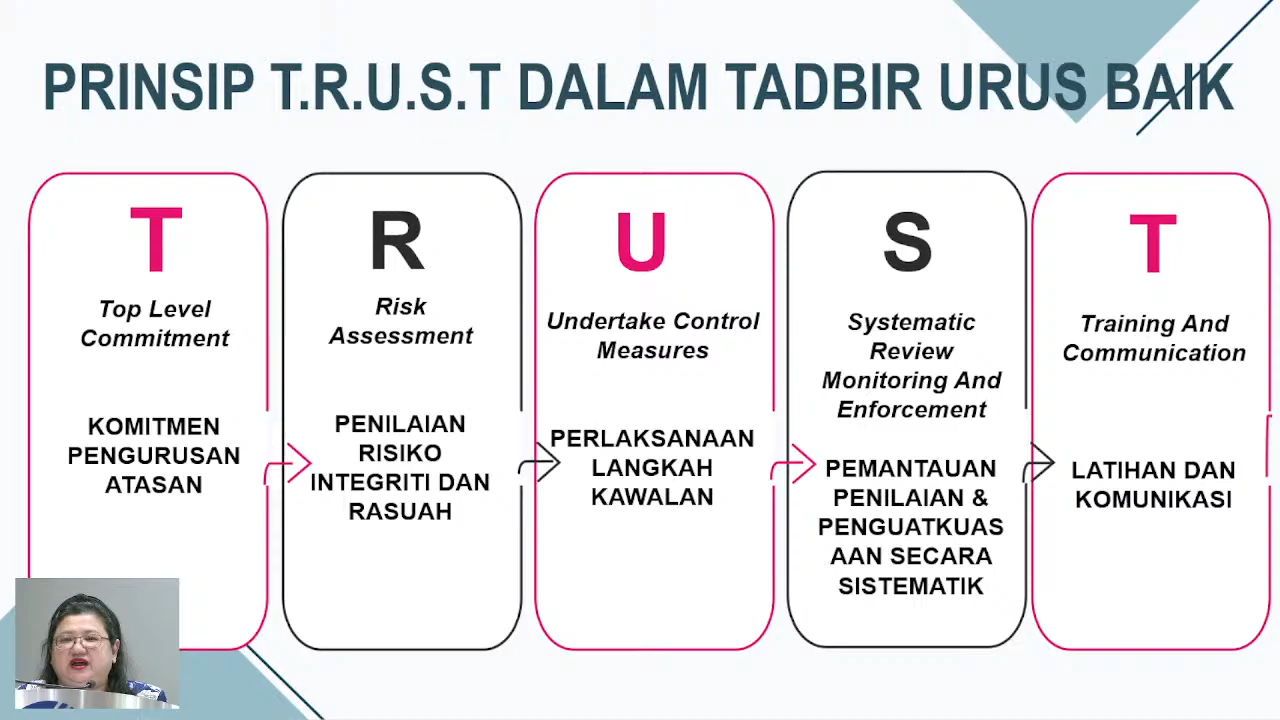 PRINSIP T.R.U.S.T DALAM TADBIR URUS BAIK
T
Top Level
Commitment
KOMITMEN
PENGURUSAN
ATASAN
R
Risk
Assessment
PENILAIAN
RISIKO
INTEGRITI DAN
RASUAH
U
Undertake Control
Measures
PERLAKSANAAN
LANGKAH
KAWALAN
S
Systematic
Review
Monitoring And
Enforcement
PEMANTAUAN
PENILAIAN &
PENGUATKUAS
AAN SECARA
SISTEMATIK
T
Training And
Communication
LATIHAN DAN
KOMUNIKASI